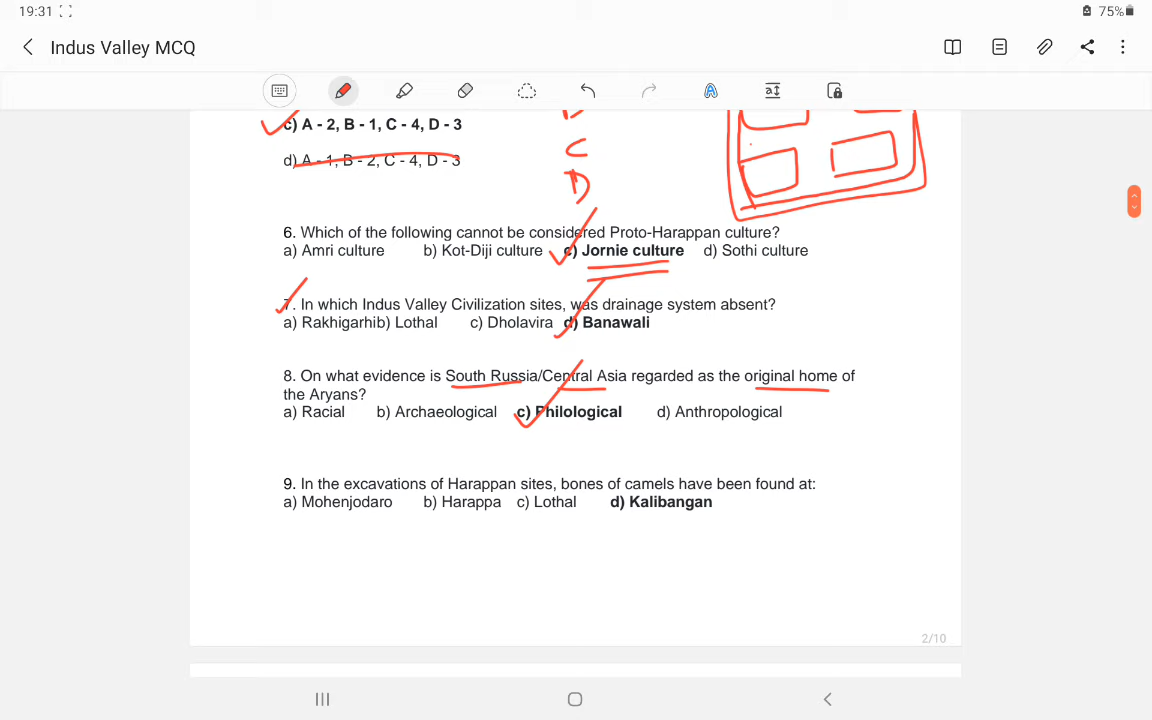 19:31
75%
Indus Valley MCQ
c) A - 2, B - 1, C - 4, D - 3
d) A - 1, B - 2, C - 4, D - 3
C
D
6. Which of the following cannot be considered Proto-Harappan culture?
a) Amri culture b) Kot-Diji culture c) Jornie culture d) Sothi culture
7. In which Indus Valley Civilization sites, was drainage system absent?
a) Rakhigarhib) Lothal c) Dholavira d) Banawali
8. On what evidence is South Russia/Central Asia regarded as the original home of
the Aryans?
a) Racial b) Archaeological c) Philological d) Anthropological
9. In the excavations of Harappan sites, bones of camels have been found at:
a) Mohenjodaro b) Harappa c) Lothal d) Kalibangan
2/10